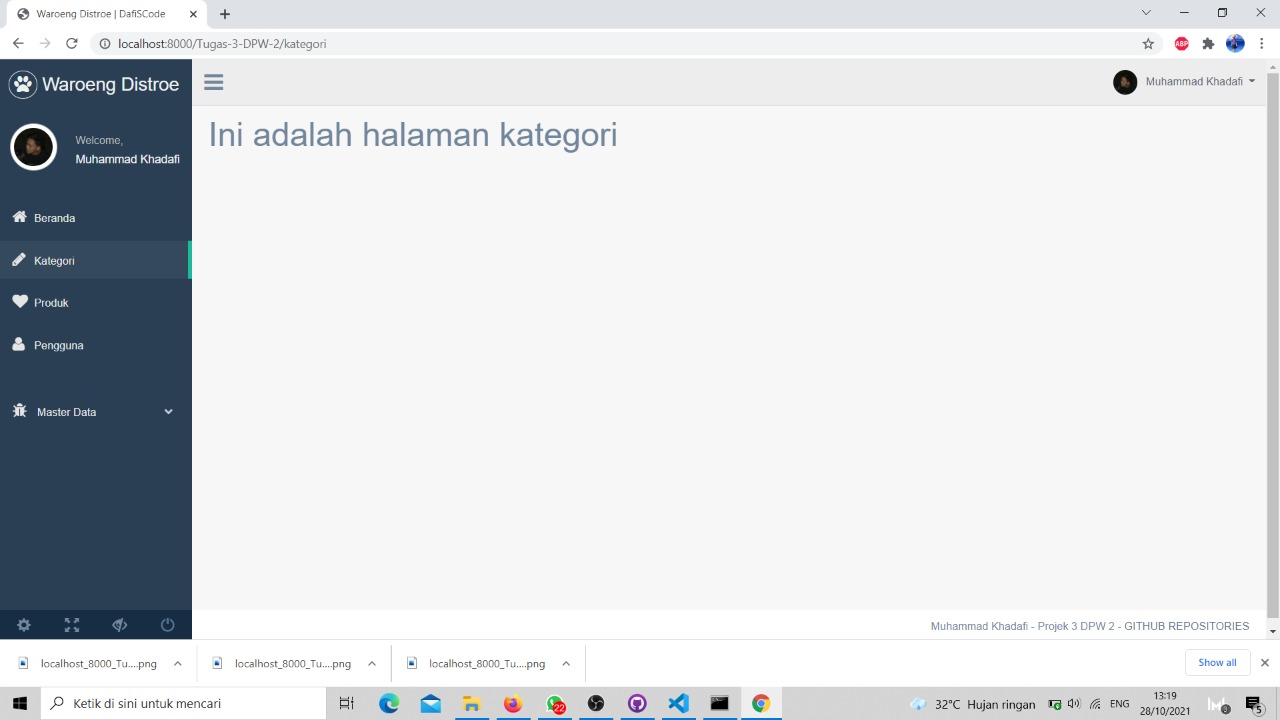 Waroeng Distroe | DafiSCode
localhost:8000/Tugas-3-DPW-2/kategori
ABP
Waroeng Distroe
Muhammad Khadafi
Welcome,
Muhammad Khadafi
Ini adalah halaman kategori
Beranda
Kategori
Produk
Pengguna
Master Data
Muhammad Khadafi - Projek 3 DPW 2 - GITHUB REPOSITORIES
localhost_8000_Tu....png
localhost_8000_Tu....png
localhost_8000_Tu....png
Show all
Ketik di sini untuk mencari
22
32°C Hujan ringan
ENG
13:19
28/10/2021
5